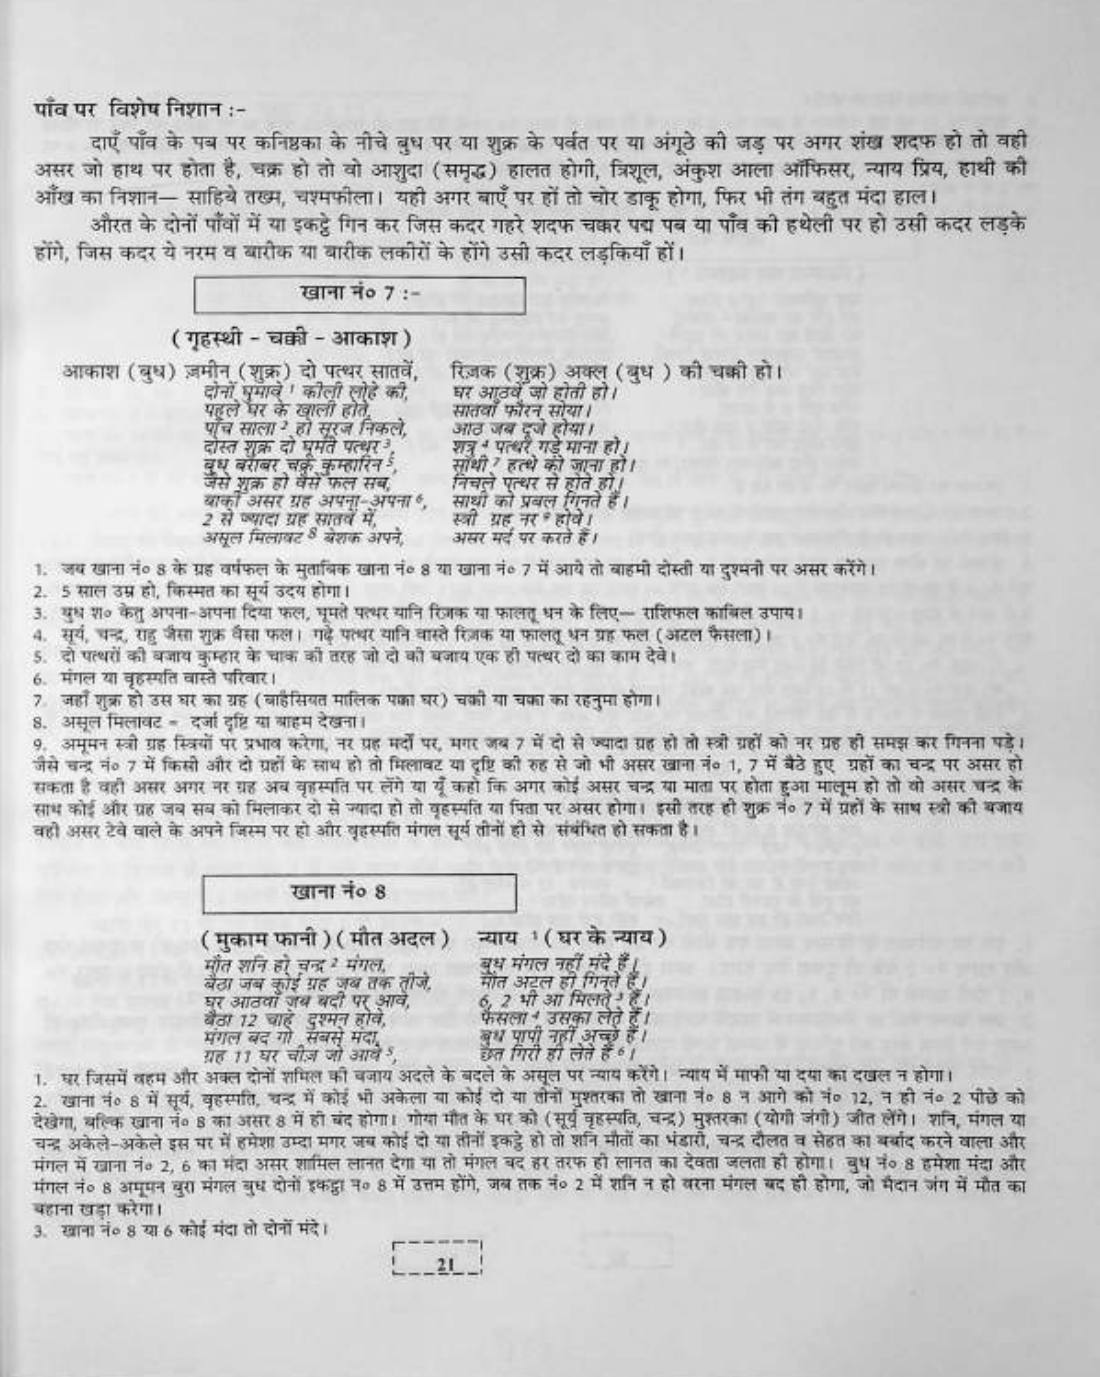 पाँव पर विशेष निशान :-
दाएँ पाँव के पब पर कनिष्ठका के नीचे बुध पर या शुक्र के पर्वत पर या अंगूठे की जड़ पर अगर शंख शदफ हो तो वही
असर जो हाथ पर होता है, चक्र हो तो वो आशुदा (समृद्ध) हालत होगी, त्रिशूल, अंकुश आला ऑफिसर, न्याय प्रिय, हाथी की
आँख का निशान— साहिबे तख्म, चश्मफीला। यही अगर बाएँ पर हों तो चोर डाकू होगा, फिर भी तंग बहुत मंदा हाल।
औरत के दोनों पाँवों में या इकट्ठे गिन कर जिस कदर गहरे शदफ चक्कर पद्म पब या पाँव की हथेली पर हो उसी कदर लड़के
होंगे, जिस कदर ये नरम व बारीक या बारीक लकीरों के होंगे उसी कदर लड़कियाँ हों।
खाना नं० 7 :-
( गृहस्थी - चक्की - आकाश )
आकाश (बुध) ज़मीन (शुक्र) दो पत्थर सातवें, रिज़क (शुक्र) अक्ल (बुध ) की चक्की हो।
दोनों घुमावे 1 कीली लोहे की, घर आठवें जो होती हो।
पहले घर के खाली होते, सातवाँ फौरन सोया।
पाँच साला 2 हो सूरज निकले, आठ जब दूजे होया।
दोस्त शुक्र दो घूमते पत्थर 3, शत्रु 4 पत्थर गड़े माना हो।
बुध बराबर चक्र कुम्हारिन 5, साथी 7 हत्थे को जाना हो।
जैसे शुक्र हो वैसे फल सब, निचले पत्थर से होते हो।
बाकी असर ग्रह अपना-अपना 6, साथी को प्रबल गिनते हैं।
2 से ज्यादा ग्रह सातवें में, स्त्री ग्रह नर 9 होवे।
असूल मिलावट 8 बेशक अपने, असर मर्द पर करते हैं।
1. जब खाना नं० 8 के ग्रह वर्षफल के मुताबिक खाना नं० 8 या खाना नं० 7 में आये तो बाहमी दोस्ती या दुश्मनी पर असर करेंगे।
2. 5 साल उम्र हो, किस्मत का सूर्य उदय होगा।
3. बुध श० केतु अपना-अपना दिया फल, घूमते पत्थर यानि रिज़क या फालतू धन के लिए— राशिफल काबिल उपाय।
4. सूर्य, चन्द्र, राहु जैसा शुक्र वैसा फल। गढ़े पत्थर यानि वास्ते रिज़क या फालतू धन ग्रह फल (अटल फैसला)।
5. दो पत्थरों की बजाय कुम्हार के चाक की तरह जो दो की बजाय एक ही पत्थर दो का काम देवे।
6. मंगल या वृहस्पति वास्ते परिवार।
7. जहाँ शुक्र हो उस घर का ग्रह (बाहैसियत मालिक पक्का घर) चक्की या चक्का का रहनुमा होगा।
8. असूल मिलावट = दर्जा दृष्टि या बाहम देखना।
9. अमूमन स्त्री ग्रह स्त्रियों पर प्रभाव करेगा, नर ग्रह मर्दों पर, मगर जब 7 में दो से ज्यादा ग्रह हो तो स्त्री ग्रहों को नर ग्रह ही समझ कर गिनना पड़े।
जैसे चन्द्र नं० 7 में किसी और दो ग्रहों के साथ हो तो मिलावट या दृष्टि की रुह से जो भी असर खाना नं० 1, 7 में बैठे हुए ग्रहों का चन्द्र पर असर हो
सकता है वही असर अगर नर ग्रह अब वृहस्पति पर लेंगे या यूँ कहो कि अगर कोई असर चन्द्र या माता पर होता हुआ मालूम हो तो वो असर चन्द्र के
साथ कोई और ग्रह जब सब को मिलाकर दो से ज्यादा हो तो वृहस्पति या पिता पर असर होगा। इसी तरह ही शुक्र नं० 7 में ग्रहों के साथ स्त्री की बजाय
वही असर टेवे वाले के अपने जिस्म पर हो और वृहस्पति मंगल सूर्य तीनों ही से संबंधित हो सकता है।
खाना नं० 8
( मुकाम फानी ) ( मौत अदल ) न्याय 1 ( घर के न्याय )
मौत शनि हो चन्द्र 2 मंगल, बुध मंगल नहीं मंदे हैं।
बैठा जब कोई ग्रह जब तक तीजे, मौत अटल ही गिनते हैं।
घर आठवाँ जब बदी पर आवे, 6, 2 भी आ मिलते 3 हैं।
बैठा 12 चाहे दुश्मन होवे, फैसला 4 उसका लेते हैं।
मंगल बद गो सबसे मंदा, बुध पापी नहीं अच्छे हैं।
ग्रह 11 घर चीज़ जो आवे 5, छत गिरी ही लेते हैं 6।
1. घर जिसमें वहम और अक्ल दोनों शमिल की बजाय अदले के बदले के असूल पर न्याय करेंगे। न्याय में माफी या दया का दखल न होगा।
2. खाना नं० 8 में सूर्य, वृहस्पति, चन्द्र में कोई भी अकेला या कोई दो या तीनों मुश्तरका तो खाना नं० 8 न आगे को नं० 12, न ही नं० 2 पीछे को
देखेगा, बल्कि खाना नं० 8 का असर 8 में ही बंद होगा। गोया मौत के घर को (सूर्य वृहस्पति, चन्द्र) मुश्तरका (योगी जंगी) जीत लेंगे। शनि, मंगल या
चन्द्र अकेले-अकेले इस घर में हमेशा उम्दा मगर जब कोई दो या तीनों इकट्ठे हो तो शनि मौतों का भंडारी, चन्द्र दौलत व सेहत का बर्बाद करने वाला और
मंगल में खाना नं० 2, 6 का मंदा असर शामिल लानत देगा या तो मंगल बद हर तरफ ही लानत का देवता जलता ही होगा। बुध नं० 8 हमेशा मंदा और
मंगल नं० 8 अमूमन बुरा मंगल बुध दोनों इकट्ठा न० 8 में उत्तम होंगे, जब तक नं० 2 में शनि न हो वरना मंगल बद ही होगा, जो मैदान जंग में मौत का
बहाना खड़ा करेगा।
3. खाना नं० 8 या 6 कोई मंदा तो दोनों मंदे।
21